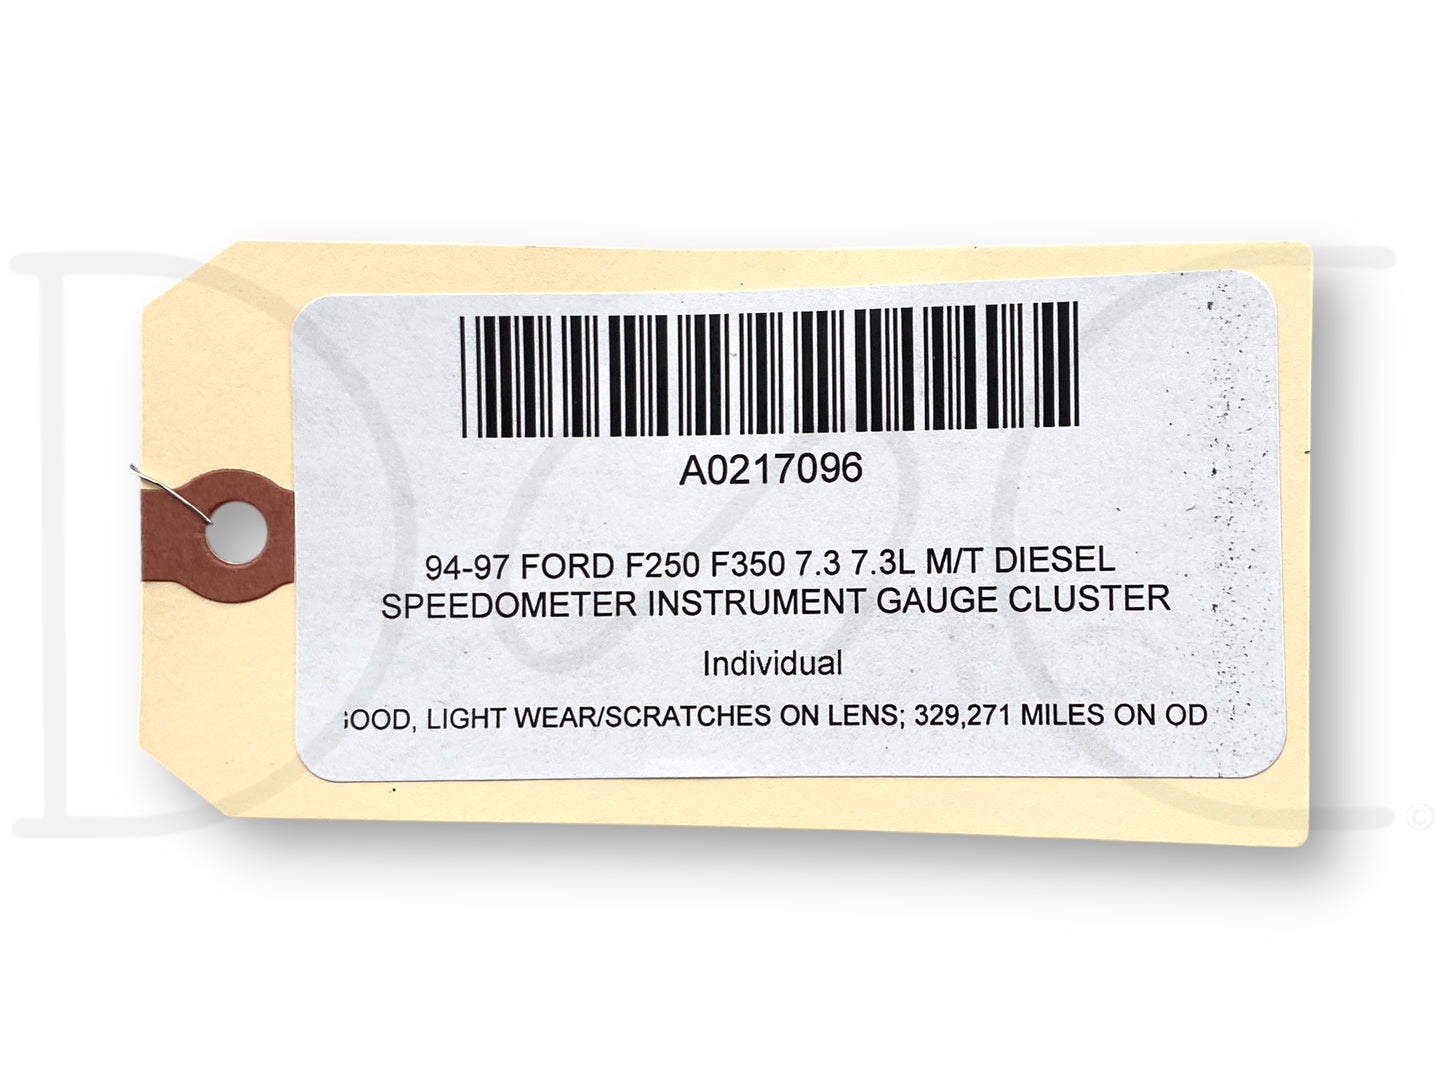 A0217096
94-97 FORD F250 F350 7.3 7.3L M/T DIESEL
SPEEDOMETER INSTRUMENT GAUGE CLUSTER
Individual
OOD, LIGHT WEAR/SCRATCHES ON LENS; 329,271 MILES ON OD
©